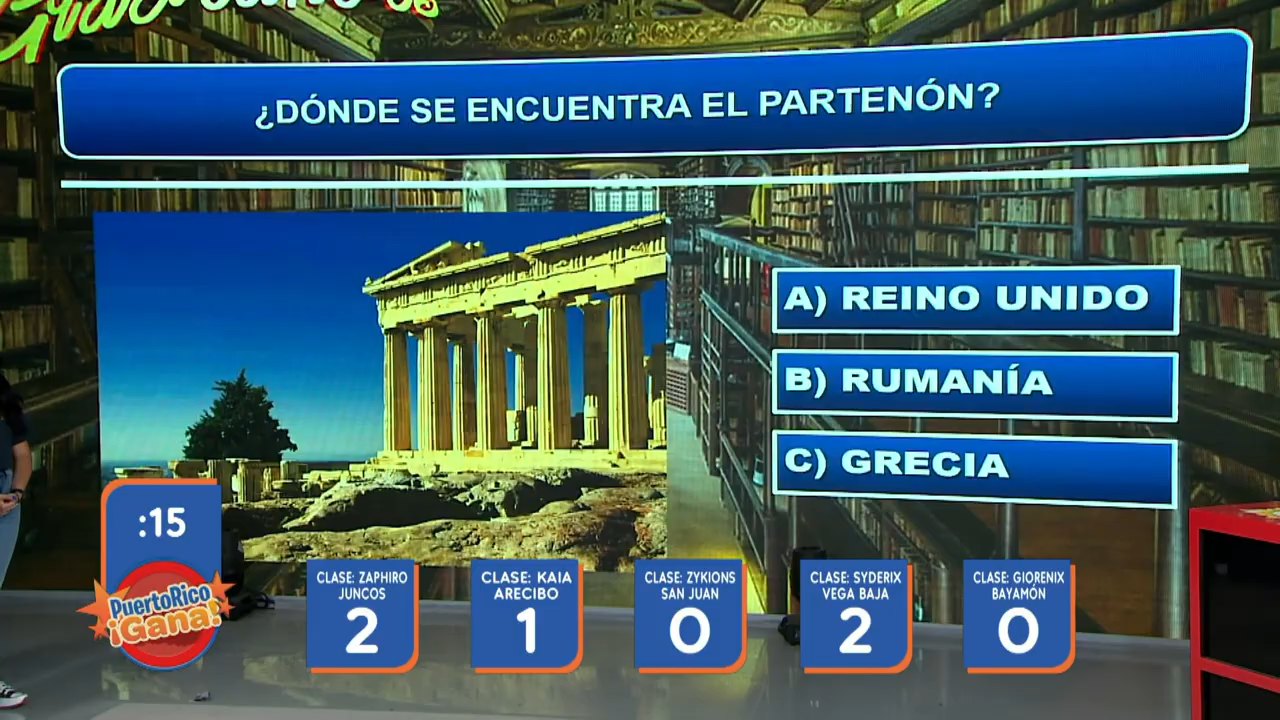 ¿DÓNDE SE ENCUENTRA EL PARTENÓN?
A) REINO UNIDO
B) RUMANÍA
C) GRECIA
:15
PuertoRico
¡Gana!
CLASE: ZAPHIRO
JUNCOS
2
CLASE: KAIA
ARECIBO
1
CLASE: ZYKIONS
SAN JUAN
0
CLASE: SYDERIX
VEGA BAJA
2
CLASE: GIORENIX
BAYAMÓN
0